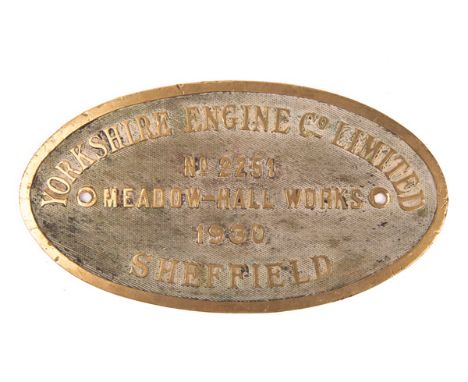 YORKSHIRE ENGINE Co LIMITED
No 2251
MEADOW-HALL WORKS
1930
SHEFFIELD